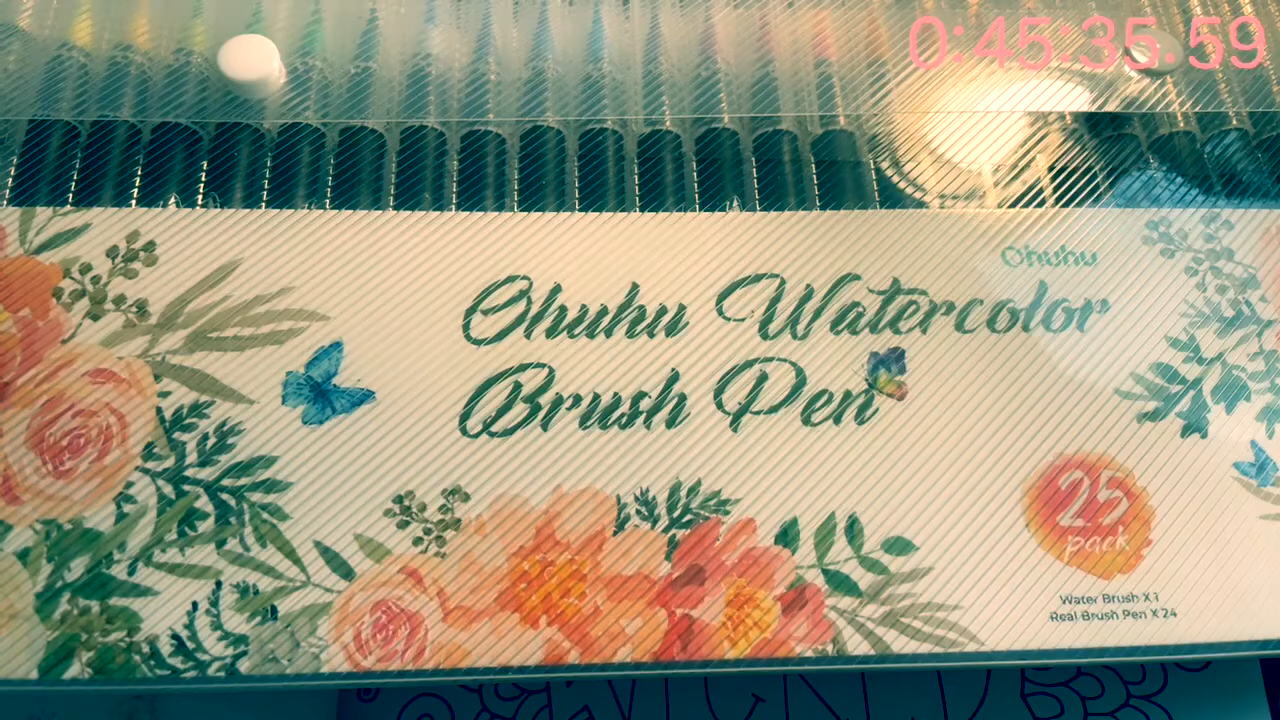 0:45:35.59
Ohuhu
Ohuhu Watercolor
Brush Pen
25
pack
Water Brush X 1
Real Brush Pen X 24